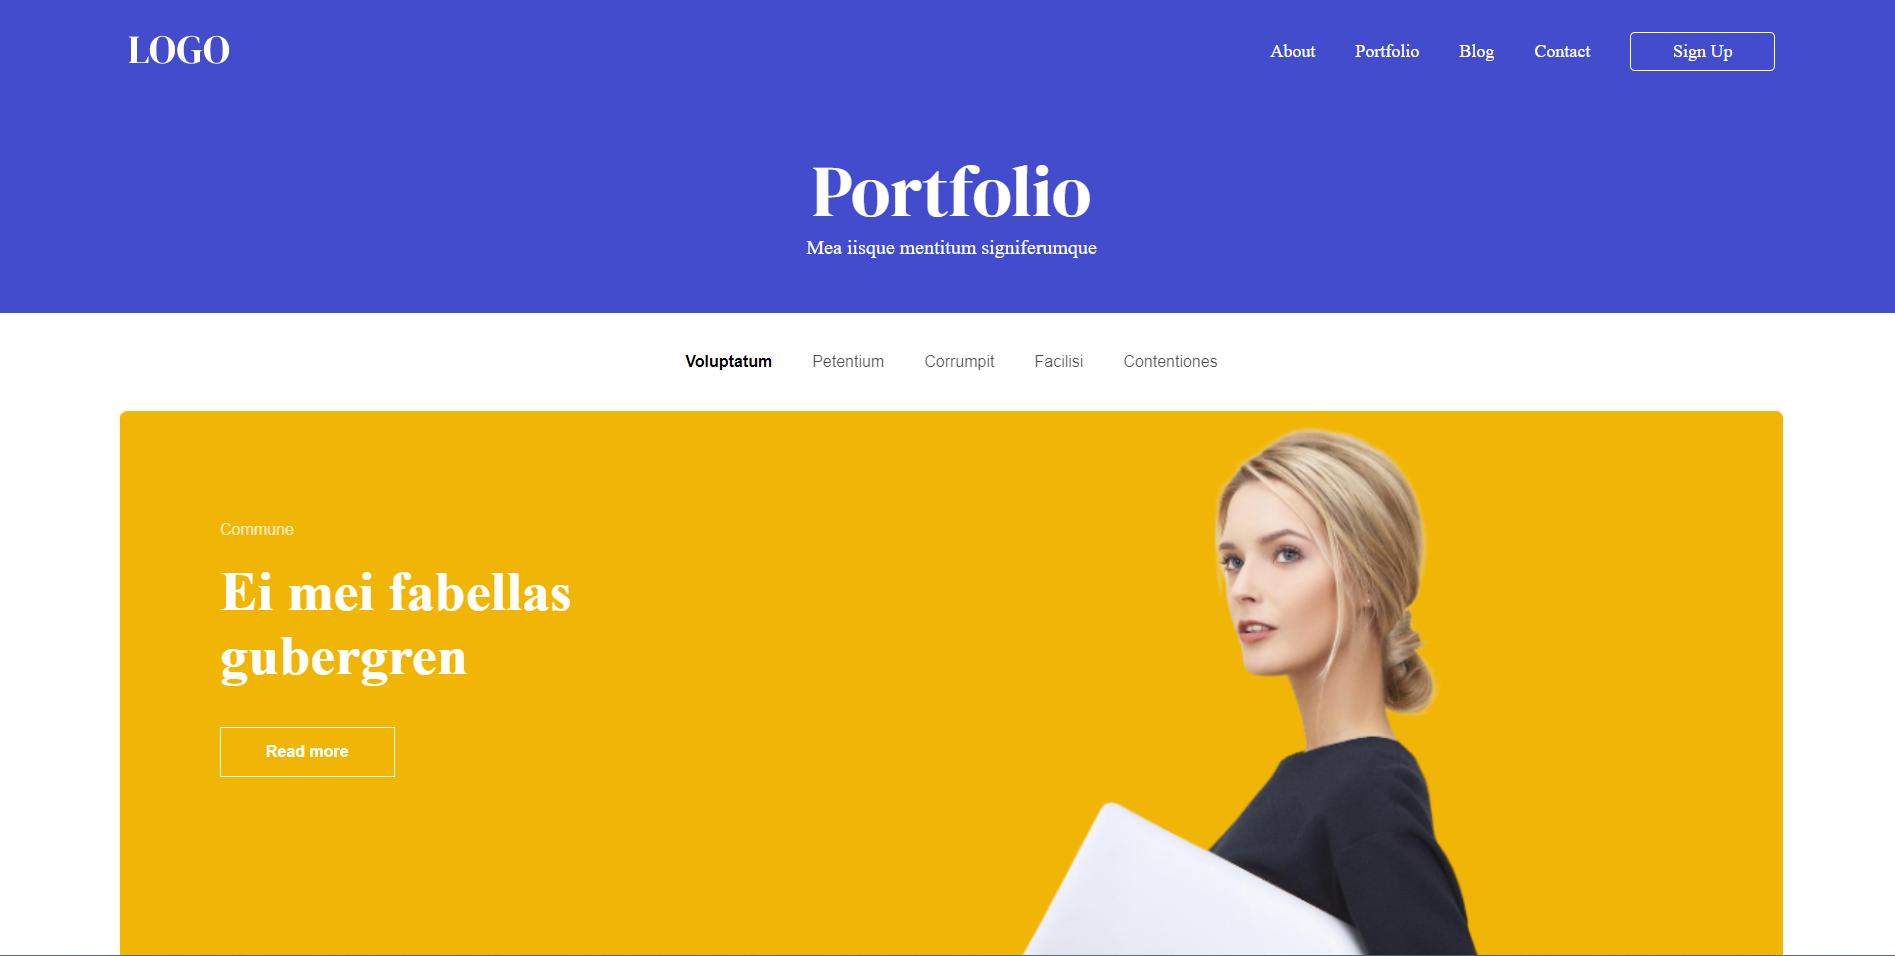 LOGO
About Portfolio Blog Contact Sign Up
Portfolio
Mea iisque mentitum signiferumque
Voluptatum Petentium Corrumpit Facilisi Contentiones
Commune
Ei mei fabellas
gubergren
Read more